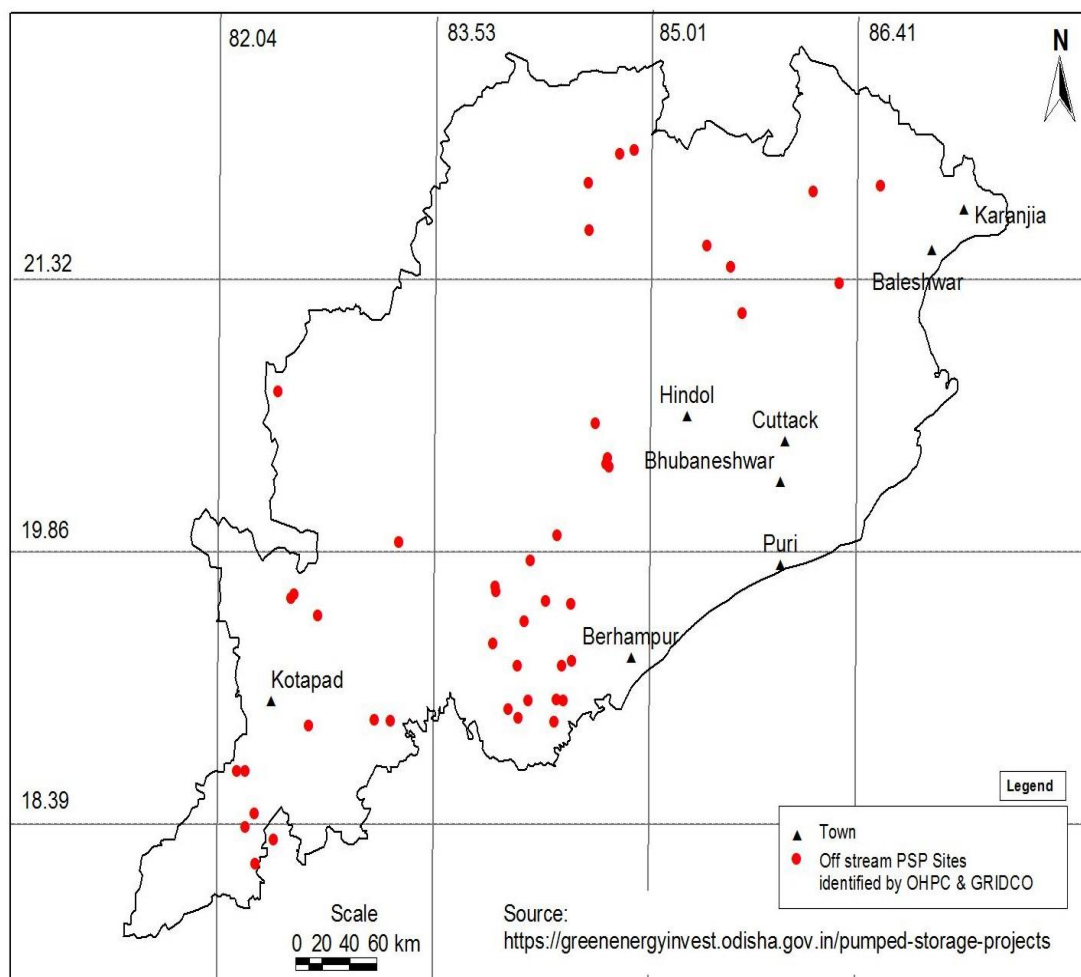 82.04
83.53
85.01
86.41
N
Karanjia
21.32
Baleshwar
Hindol
Cuttack
Bhubaneshwar
19.86
Puri
Berhampur
Kotapad
18.39
Legend
Town
Off stream PSP Sites
identified by OHPC & GRIDCO
Scale
0 20 40 60 km
Source:
https://greenenergyinvest.odisha.gov.in/pumped-storage-projects